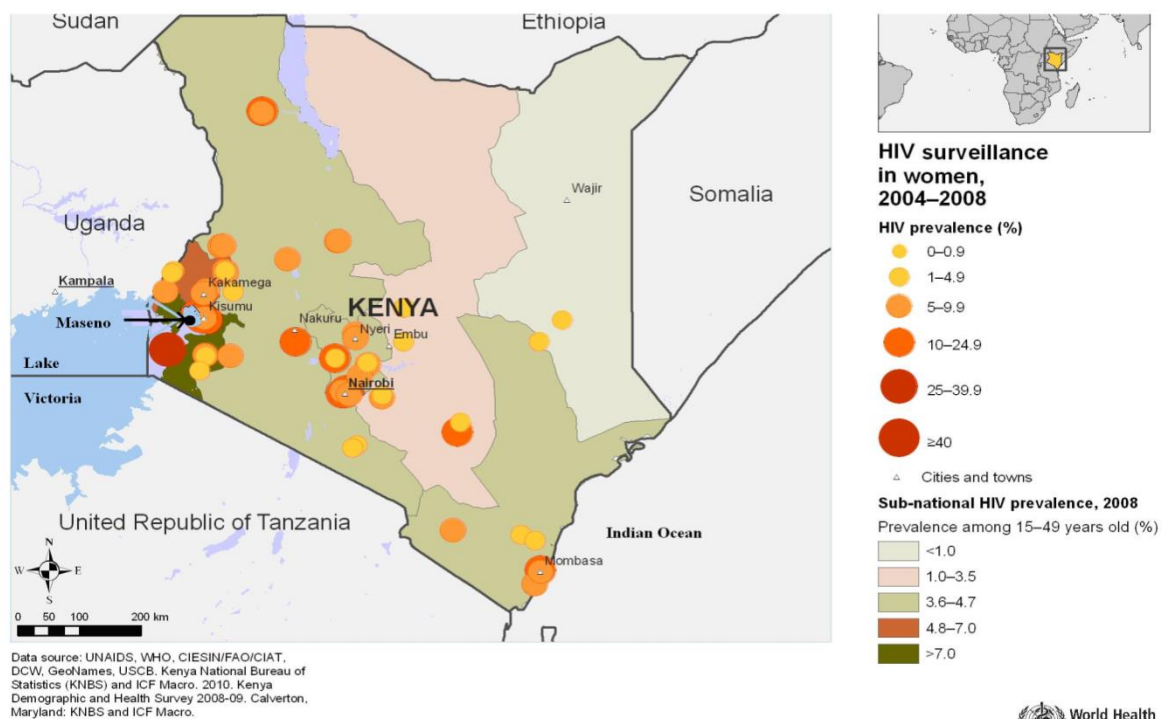 Sudan
Ethiopia
Wajir
Somalia
Uganda
Kampala
Kakamega
Kisumu
Maseno
KENYA
Nakuru
Nyeri
Embu
Lake
Nairobi
Victoria
United Republic of Tanzania
Indian Ocean
Mombasa
N
W
E
S
0 50 100 200 km
Data source: UNAIDS, WHO, CIESIN/FAO/CIAT,
DCW, GeoNames, USCB. Kenya National Bureau of
Statistics (KNBS) and ICF Macro. 2010. Kenya
Demographic and Health Survey 2008-09. Calverton,
Maryland: KNBS and ICF Macro.
HIV surveillance
in women,
2004–2008
HIV prevalence (%)
0–0.9
1–4.9
5–9.9
10–24.9
25–39.9
≥40
Cities and towns
Sub-national HIV prevalence, 2008
Prevalence among 15–49 years old (%)
<1.0
1.0–3.5
3.6–4.7
4.8–7.0
>7.0
World Health